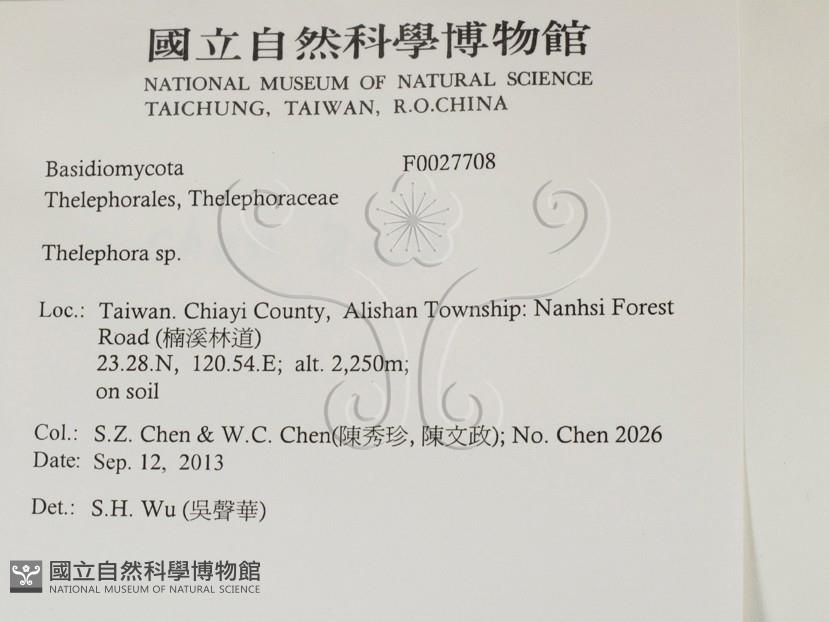 國立自然科學博物館
NATIONAL MUSEUM OF NATURAL SCIENCE
TAICHUNG, TAIWAN, R.O.CHINA
Basidiomycota F0027708
Thelephorales, Thelephoraceae
Thelephora sp.
Loc.: Taiwan. Chiayi County, Alishan Township: Nanhsi Forest
Road (楠溪林道)
23.28.N, 120.54.E; alt. 2,250m;
on soil
Col.: S.Z. Chen & W.C. Chen(陳秀珍, 陳文政); No. Chen 2026
Date: Sep. 12, 2013
Det.: S.H. Wu (吳聲華)
國立自然科學博物館
NATIONAL MUSEUM OF NATURAL SCIENCE